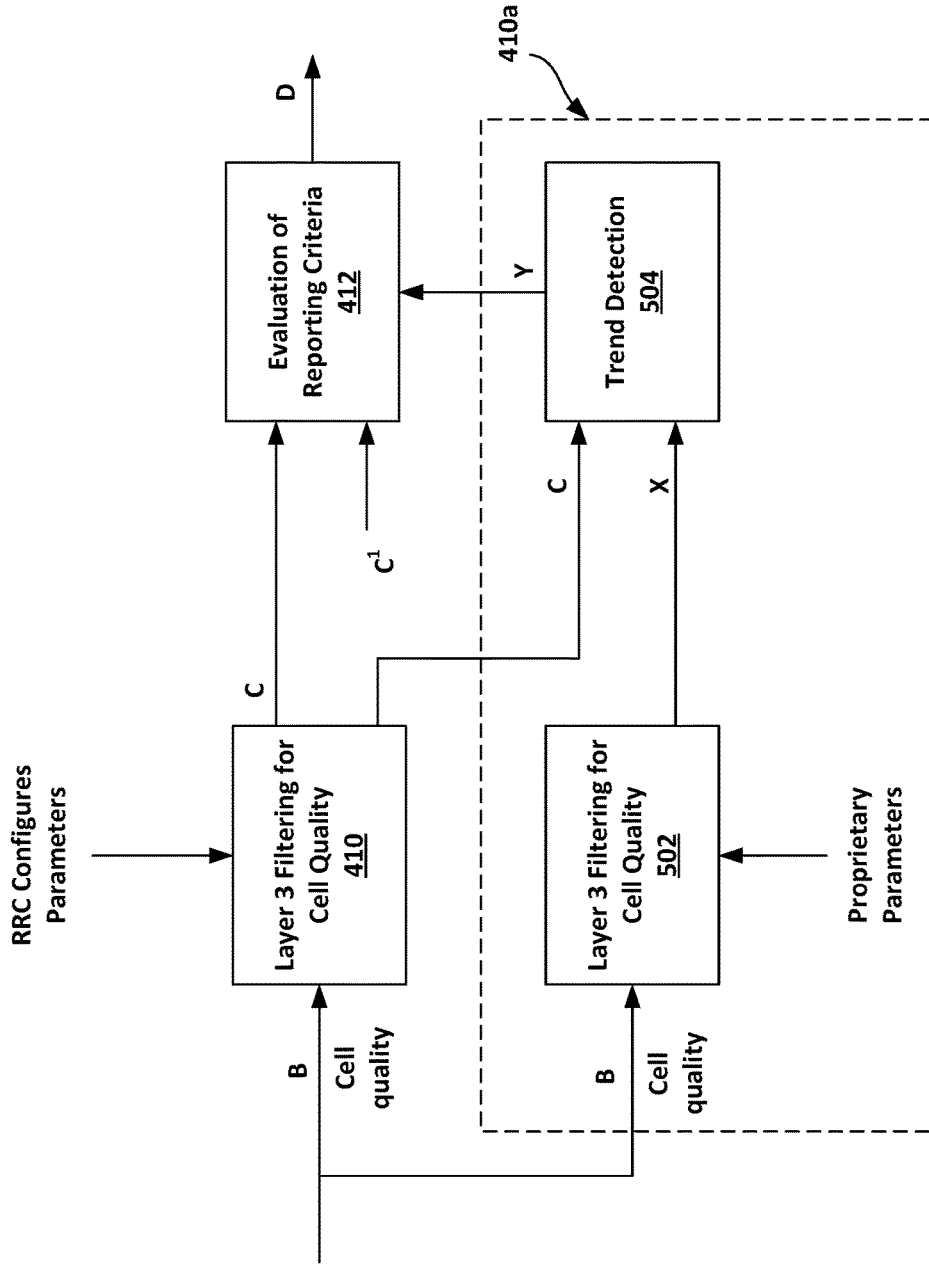 RRC Configures
Parameters
B
Cell
quality
Layer 3 Filtering for
Cell Quality
410
C
C¹
Evaluation of
Reporting Criteria
412
D
410a
B
Cell
quality
Layer 3 Filtering for
Cell Quality
502
Proprietary
Parameters
C
X
Trend Detection
504
Y